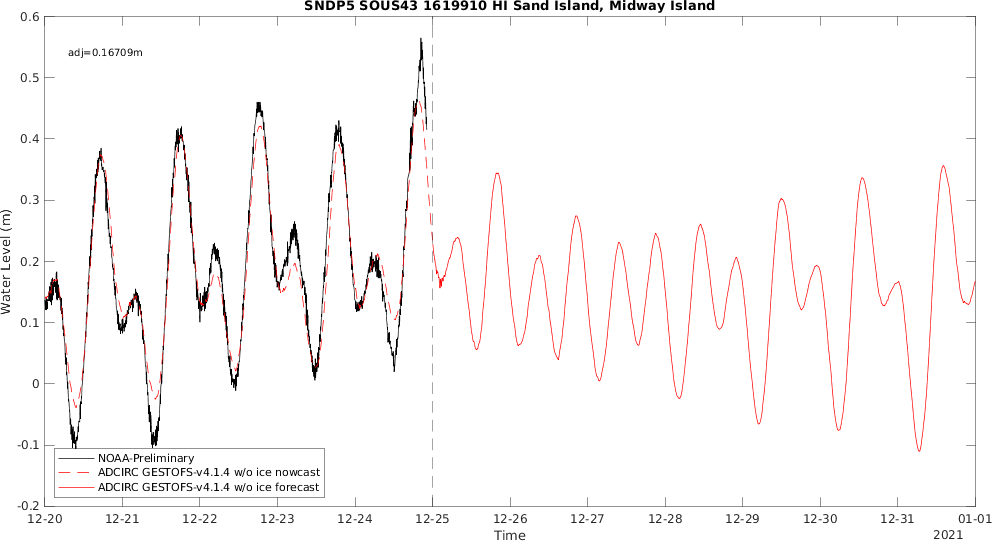 SNDP5 SOUS43 1619910 HI Sand Island, Midway Island
0.6
adj=0.16709m
0.5
0.4
0.3
0.2
0.1
0
-0.1
-0.2
Water Level (m)
NOAA-Preliminary
ADCIRC GESTOFS-v4.1.4 w/o ice nowcast
ADCIRC GESTOFS-v4.1.4 w/o ice forecast
12-20 12-21 12-22 12-23 12-24 12-25 12-26 12-27 12-28 12-29 12-30 12-31 01-01
Time
2021